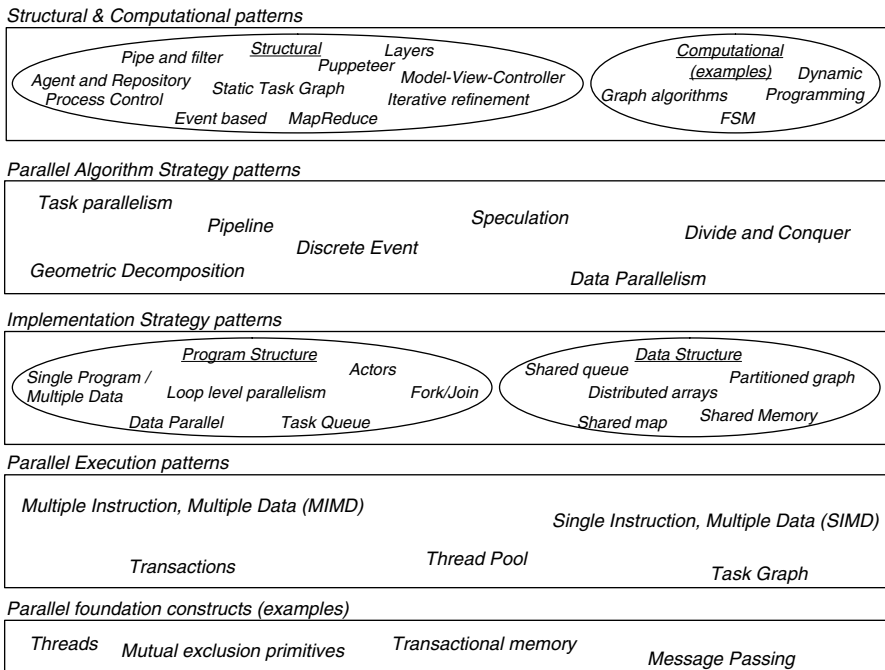 Structural & Computational patterns
Structural
Pipe and filter
Layers
Puppeteer
Agent and Repository
Model-View-Controller
Process Control
Static Task Graph
Iterative refinement
Event based
MapReduce
Computational
(examples)
Dynamic
Programming
Graph algorithms
FSM
Parallel Algorithm Strategy patterns
Task parallelism
Pipeline
Speculation
Discrete Event
Divide and Conquer
Geometric Decomposition
Data Parallelism
Implementation Strategy patterns
Program Structure
Actors
Single Program /
Multiple Data
Loop level parallelism
Fork/Join
Data Parallel
Task Queue
Data Structure
Shared queue
Partitioned graph
Distributed arrays
Shared map
Shared Memory
Parallel Execution patterns
Multiple Instruction, Multiple Data (MIMD)
Single Instruction, Multiple Data (SIMD)
Transactions
Thread Pool
Task Graph
Parallel foundation constructs (examples)
Threads
Mutual exclusion primitives
Transactional memory
Message Passing